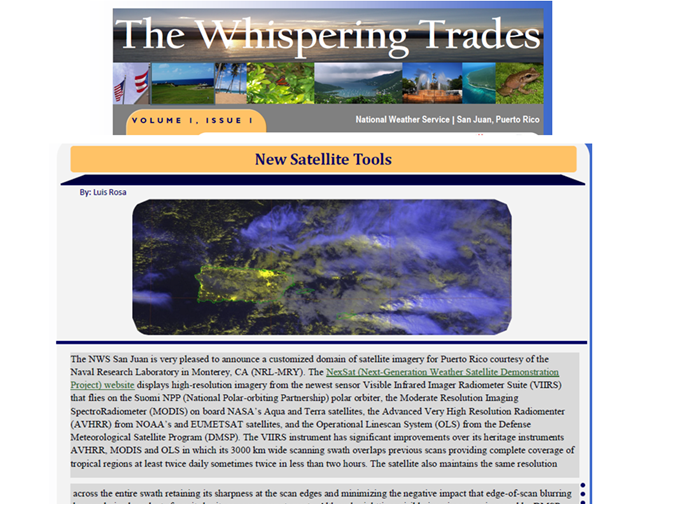 The Whispering Trades
VOLUME 1, ISSUE 1
National Weather Service | San Juan, Puerto Rico
New Satellite Tools
By: Luis Rosa
The NWS San Juan is very pleased to announce a customized domain of satellite imagery for Puerto Rico courtesy of the
Naval Research Laboratory in Monterey, CA (NRL-MRY). The NexSat (Next-Generation Weather Satellite Demonstration
Project) website displays high-resolution imagery from the newest sensor Visible Infrared Imager Radiometer Suite (VIIRS)
that flies on the Suomi NPP (National Polar-orbiting Partnership) polar orbiter, the Moderate Resolution Imaging
SpectroRadiometer (MODIS) on board NASA's Aqua and Terra satellites, the Advanced Very High Resolution Radiomenter
(AVHRR) from NOAA's and EUMETSAT satellites, and the Operational Linescan System (OLS) from the Defense
Meteorological Satellite Program (DMSP). The VIIRS instrument has significant improvements over its heritage instruments
AVHRR, MODIS and OLS in which its 3000 km wide scanning swath overlaps previous scans providing complete coverage of
tropical regions at least twice daily sometimes twice in less than two hours. The satellite also maintains the same resolution
across the entire swath retaining its sharpness at the scan edges and minimizing the negative impact that edge-of-scan blurring